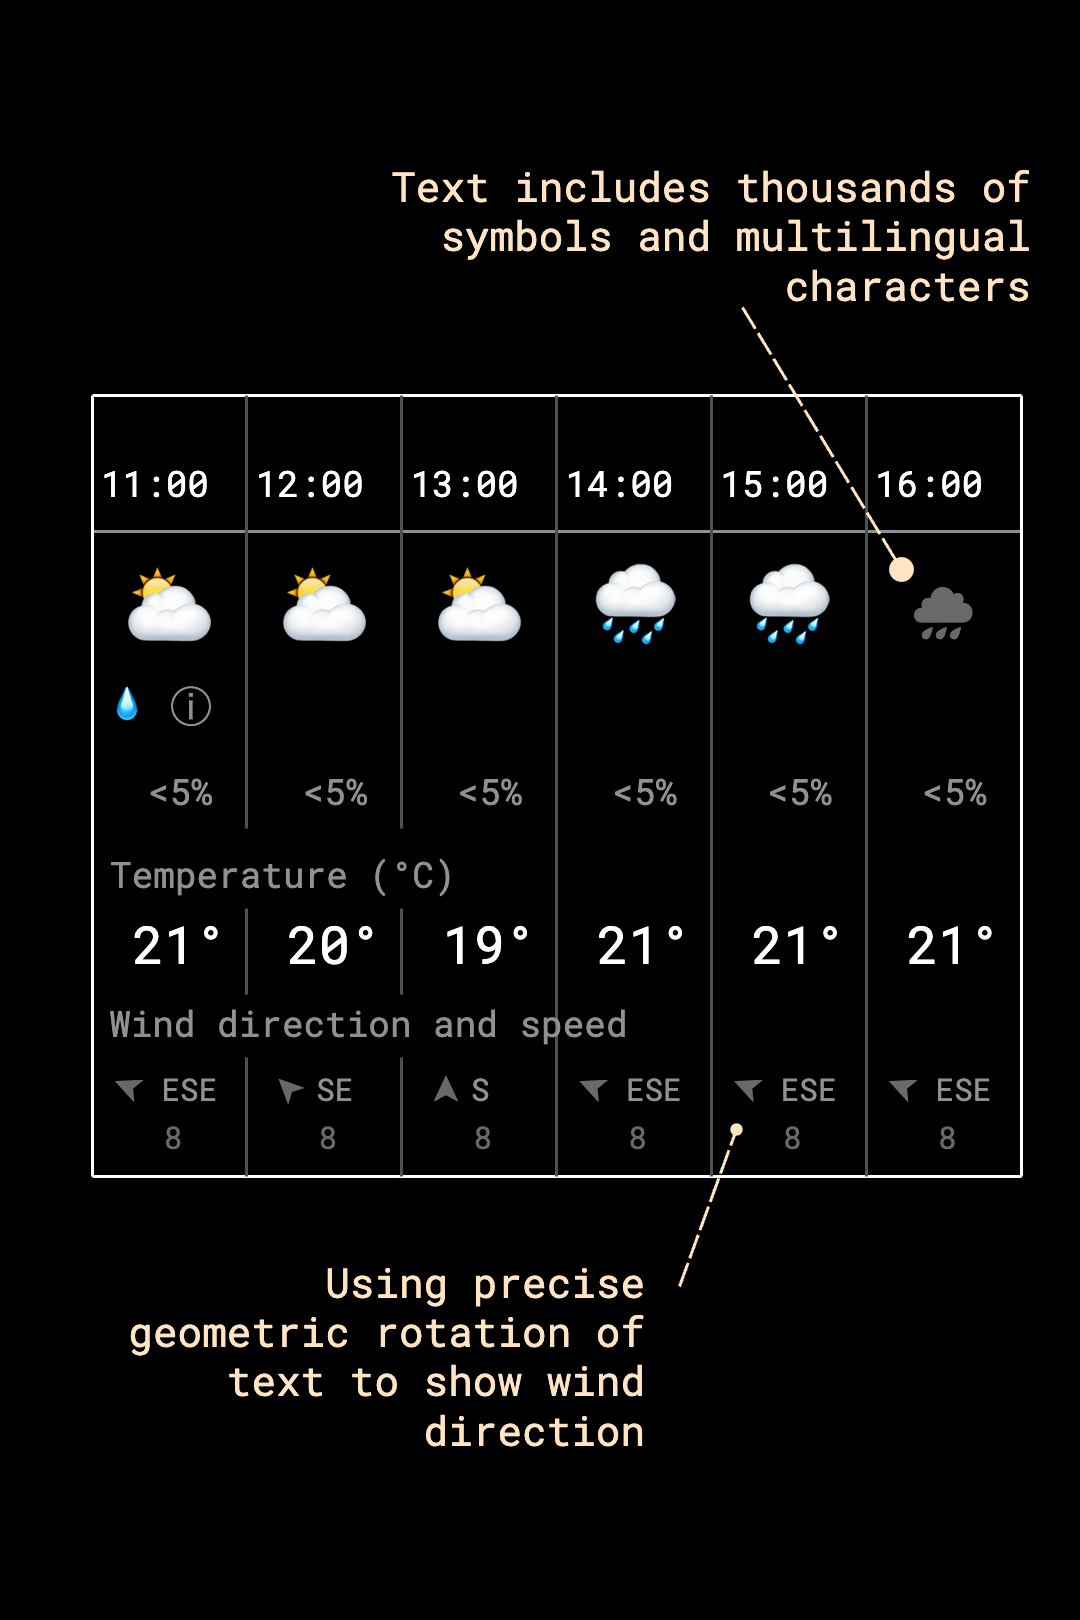 Text includes thousands of
symbols and multilingual
characters
11:00 12:00 13:00 14:00 15:00 16:00
<5% <5% <5% <5% <5% <5%
Temperature (°C)
21° 20° 19° 21° 21° 21°
Wind direction and speed
ESE SE S ESE ESE ESE
8 8 8 8 8 8
Using precise
geometric rotation of
text to show wind
direction